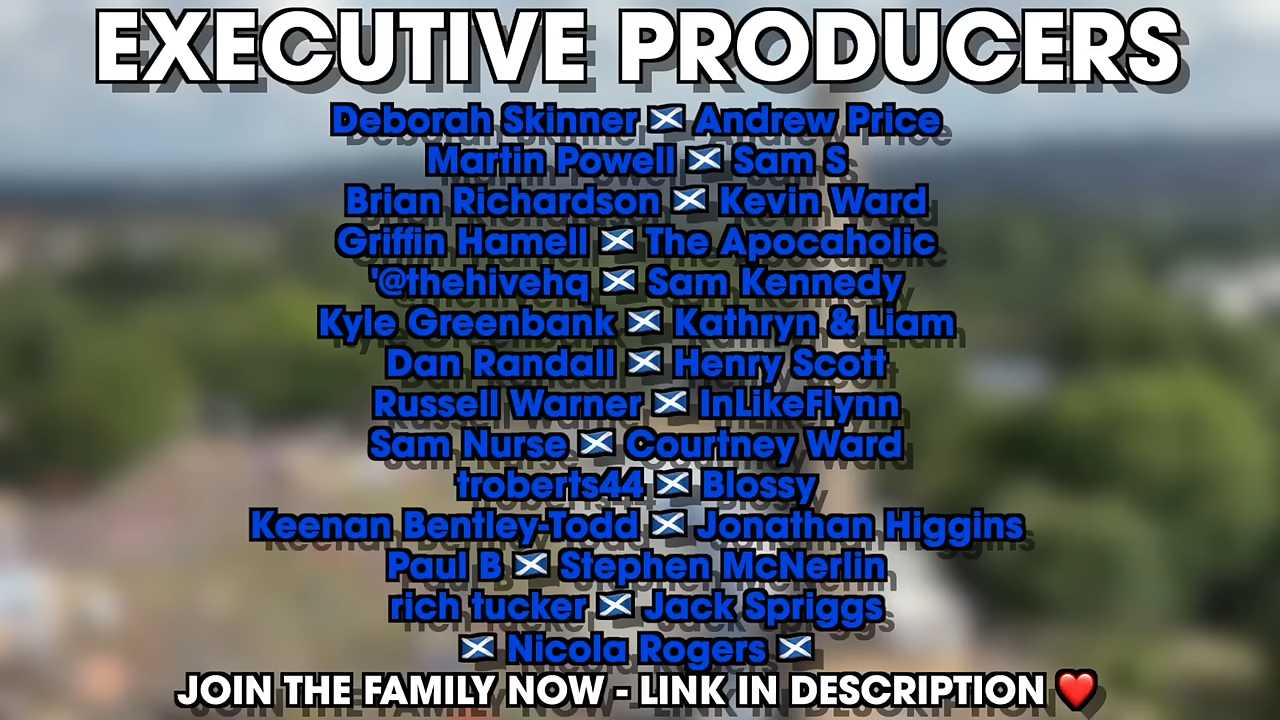 EXECUTIVE PRODUCERS
Deborah Skinner 🏴󠁧󠁢󠁳󠁣󠁴󠁿 Andrew Price
Martin Powell 🏴󠁧󠁢󠁳󠁣󠁴󠁿 Sam S
Brian Richardson 🏴󠁧󠁢󠁳󠁣󠁴󠁿 Kevin Ward
Griffin Hamell 🏴󠁧󠁢󠁳󠁣󠁴󠁿 The Apocaholic
'@thehivehq 🏴󠁧󠁢󠁳󠁣󠁴󠁿 Sam Kennedy
Kyle Greenbank 🏴󠁧󠁢󠁳󠁣󠁴󠁿 Kathryn & Liam
Dan Randall 🏴󠁧󠁢󠁳󠁣󠁴󠁿 Henry Scott
Russell Warner 🏴󠁧󠁢󠁳󠁣󠁴󠁿 InLikeFlynn
Sam Nurse 🏴󠁧󠁢󠁳󠁣󠁴󠁿 Courtney Ward
troberts44 🏴󠁧󠁢󠁳󠁣󠁴󠁿 Blossy
Keenan Bentley-Todd 🏴󠁧󠁢󠁳󠁣󠁴󠁿 Jonathan Higgins
Paul B 🏴󠁧󠁢󠁳󠁣󠁴󠁿 Stephen McNerlin
rich tucker 🏴󠁧󠁢󠁳󠁣󠁴󠁿 Jack Spriggs
🏴󠁧󠁢󠁳󠁣󠁴󠁿 Nicola Rogers 🏴󠁧󠁢󠁳󠁣󠁴󠁿
JOIN THE FAMILY NOW - LINK IN DESCRIPTION ❤️